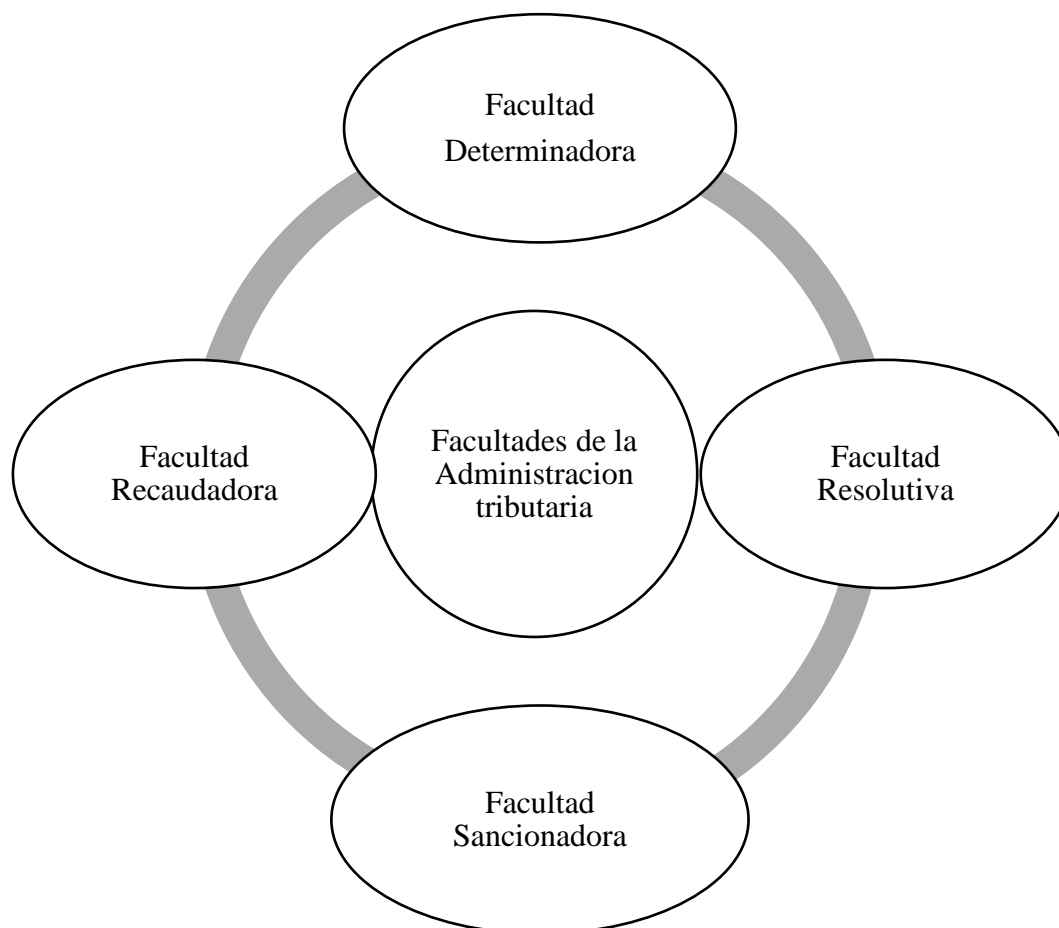 Facultad
Determinadora
Facultad
Recaudadora
Facultades de la
Administracion
tributaria
Facultad
Resolutiva
Facultad
Sancionadora